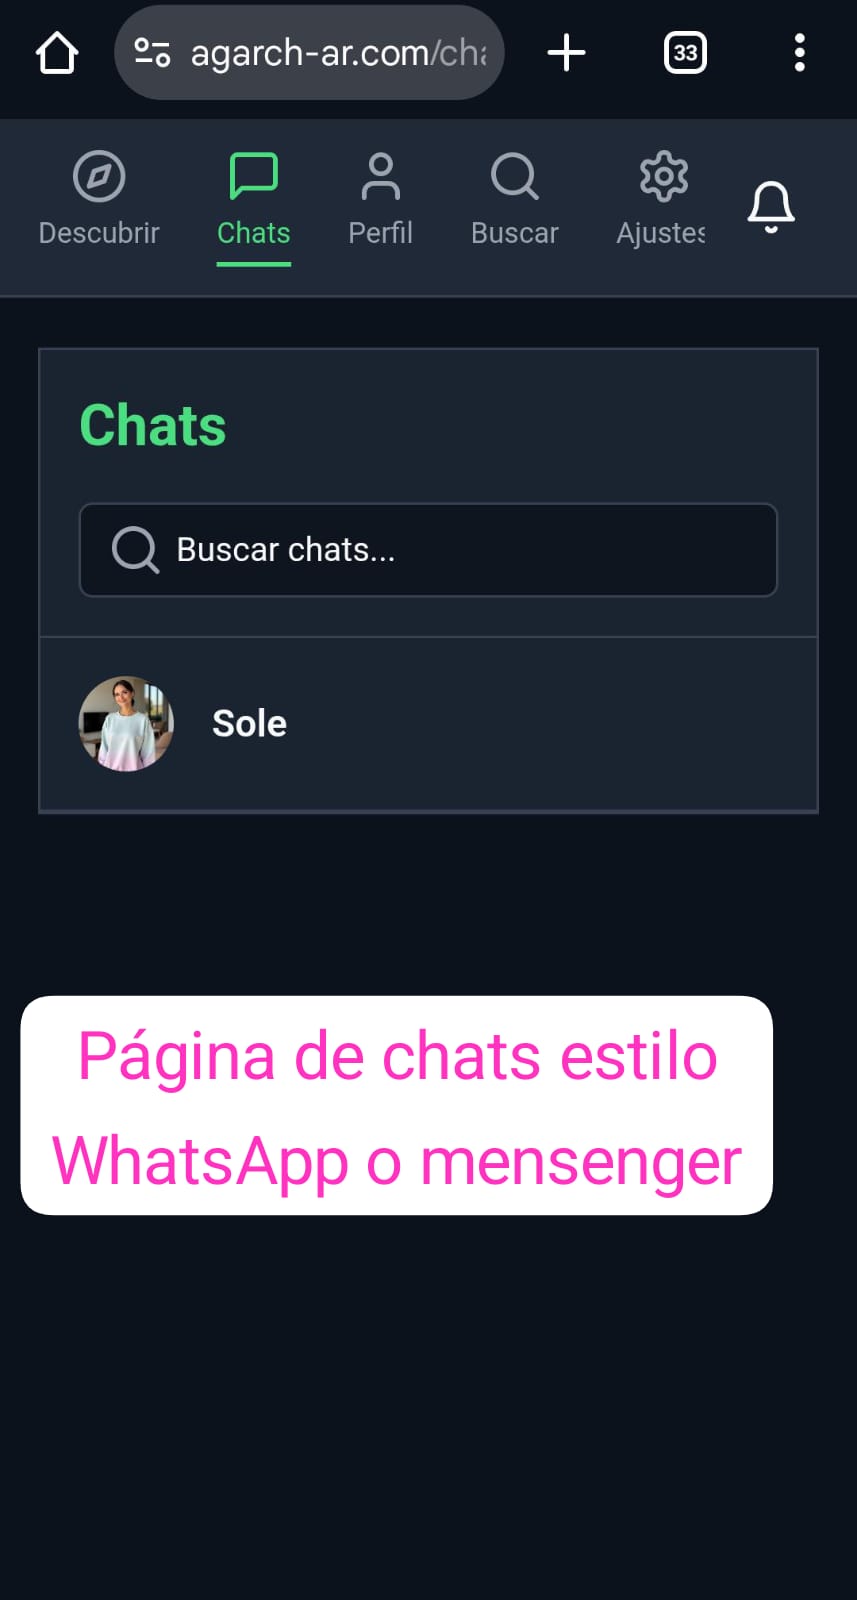 agarch-ar.com/cha
33
Descubrir
Chats
Perfil
Buscar
Ajustes
Chats
Buscar chats...
Sole
Página de chats estilo
WhatsApp o mensenger